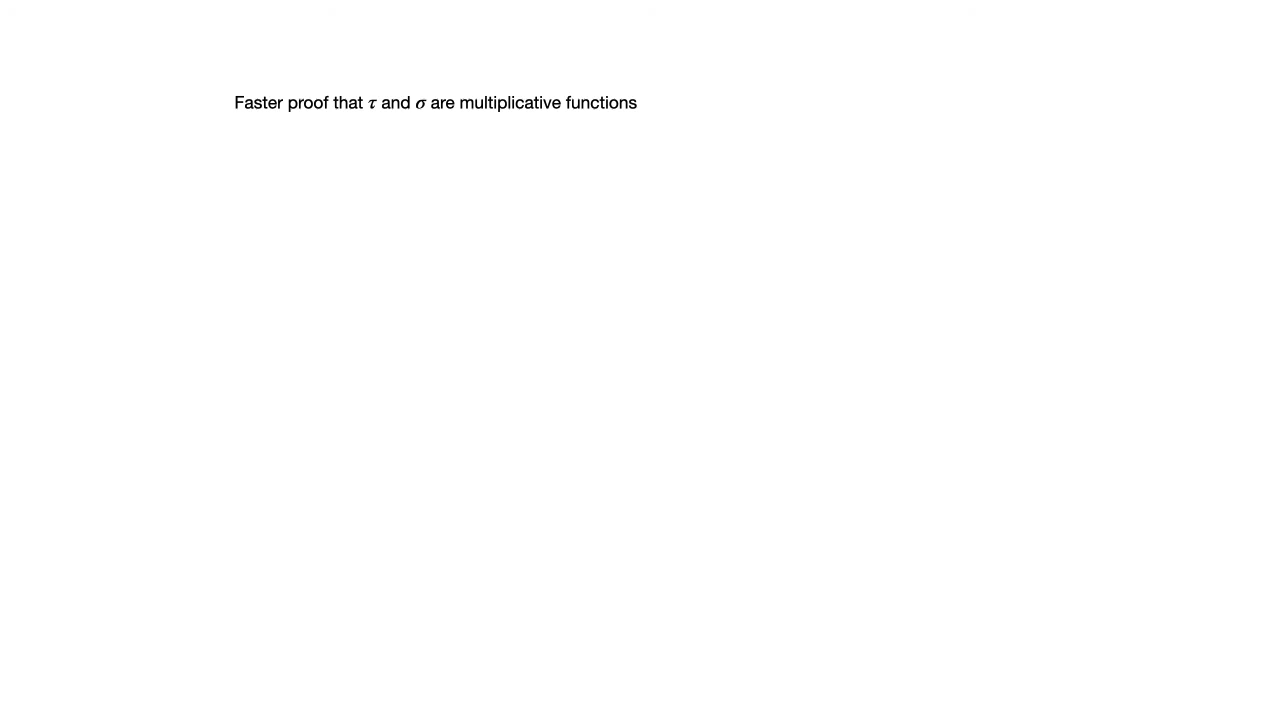 Faster proof that τ and σ are multiplicative functions